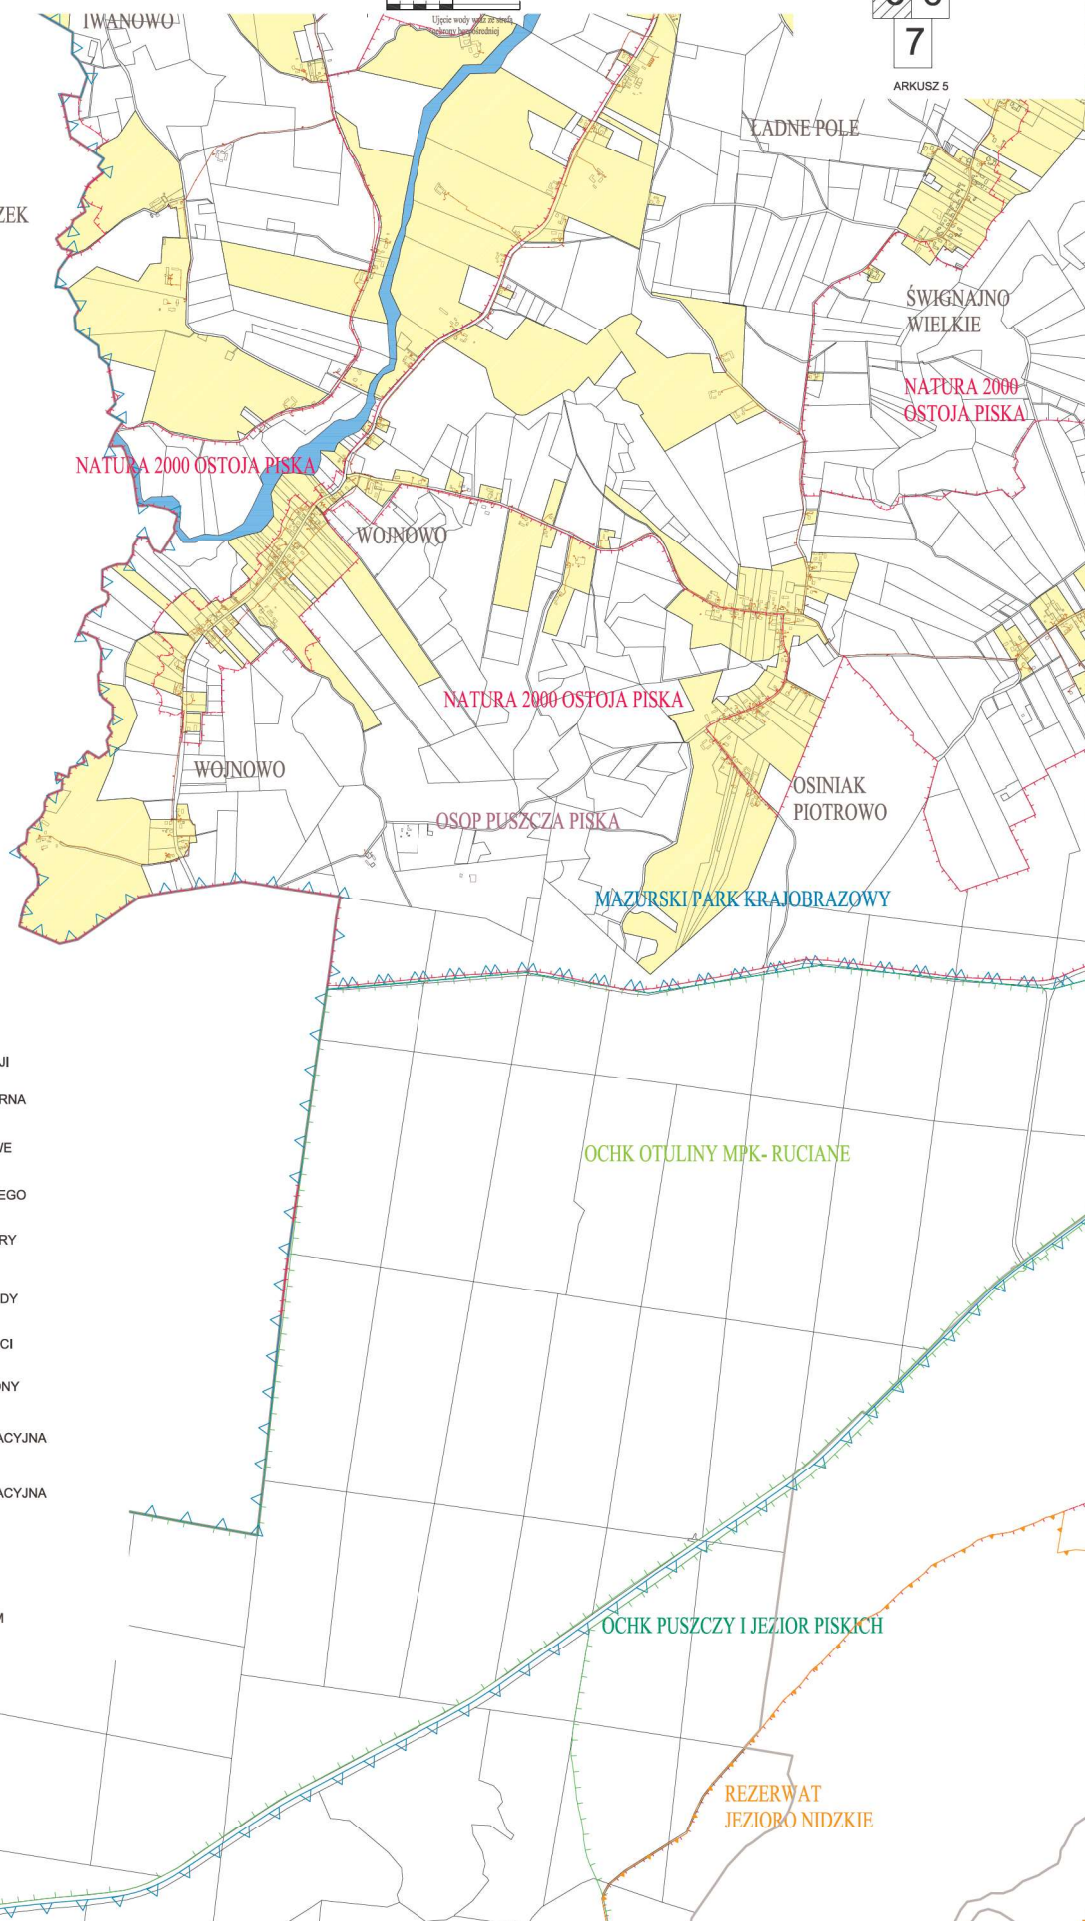 IWANOWO
Ujęcie wody wraz ze strefą
ochrony bezpośredniej
7
ARKUSZ 5
ŁADNE POLE
ZEK
ŚWIGNAJNO
WIELKIE
NATURA 2000
OSTOJA PISKA
NATURA 2000 OSTOJA PISKA
WOJNOWO
NATURA 2000 OSTOJA PISKA
WOJNOWO
OSINIAK
PIOTROWO
OSOP PUSZCZA PISKA
MAZURSKI PARK KRAJOBRAZOWY
JI
RNA
WE
EGO
RY
DY
CI
ONY
ACYJNA
ACYJNA
M
OCHK OTULINY MPK- RUCIANE
OCHK PUSZCZY I JEZIOR PISKICH
REZERWAT
JEZIORO NIDZKIE